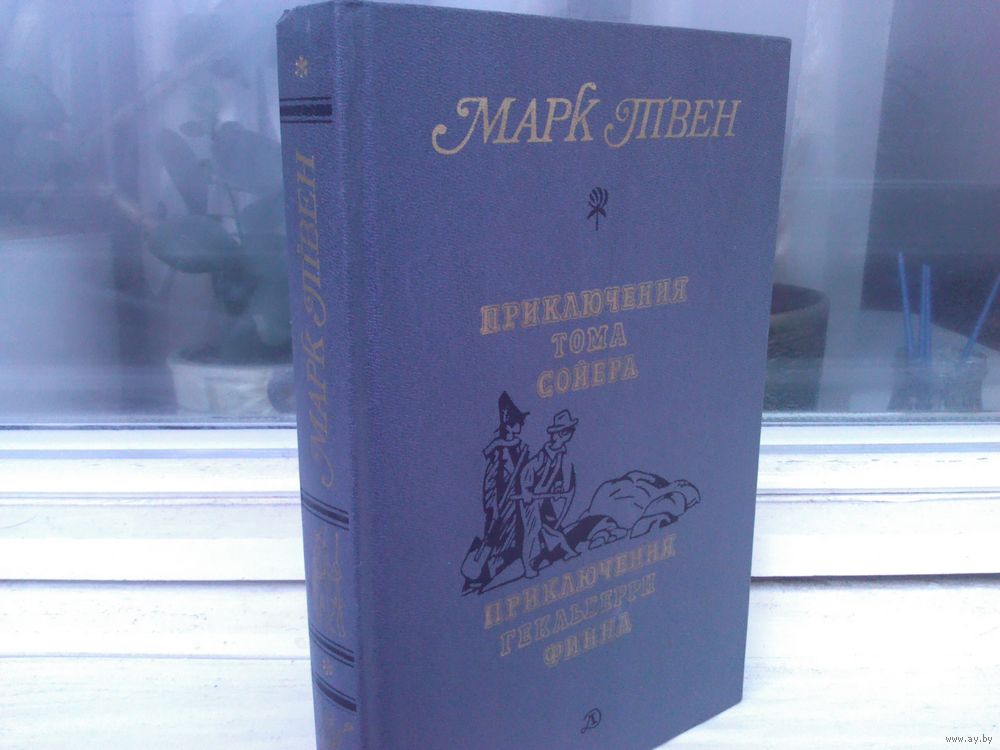 МАРК ТВЕН
ПРИКЛЮЧЕНИЯ
ТОМА
СОЙЕРА
ПРИКЛЮЧЕНИЯ
ГЕКЛЬБЕРРИ
ФИННА
Д
МАРК ТВЕН
www.ay.by